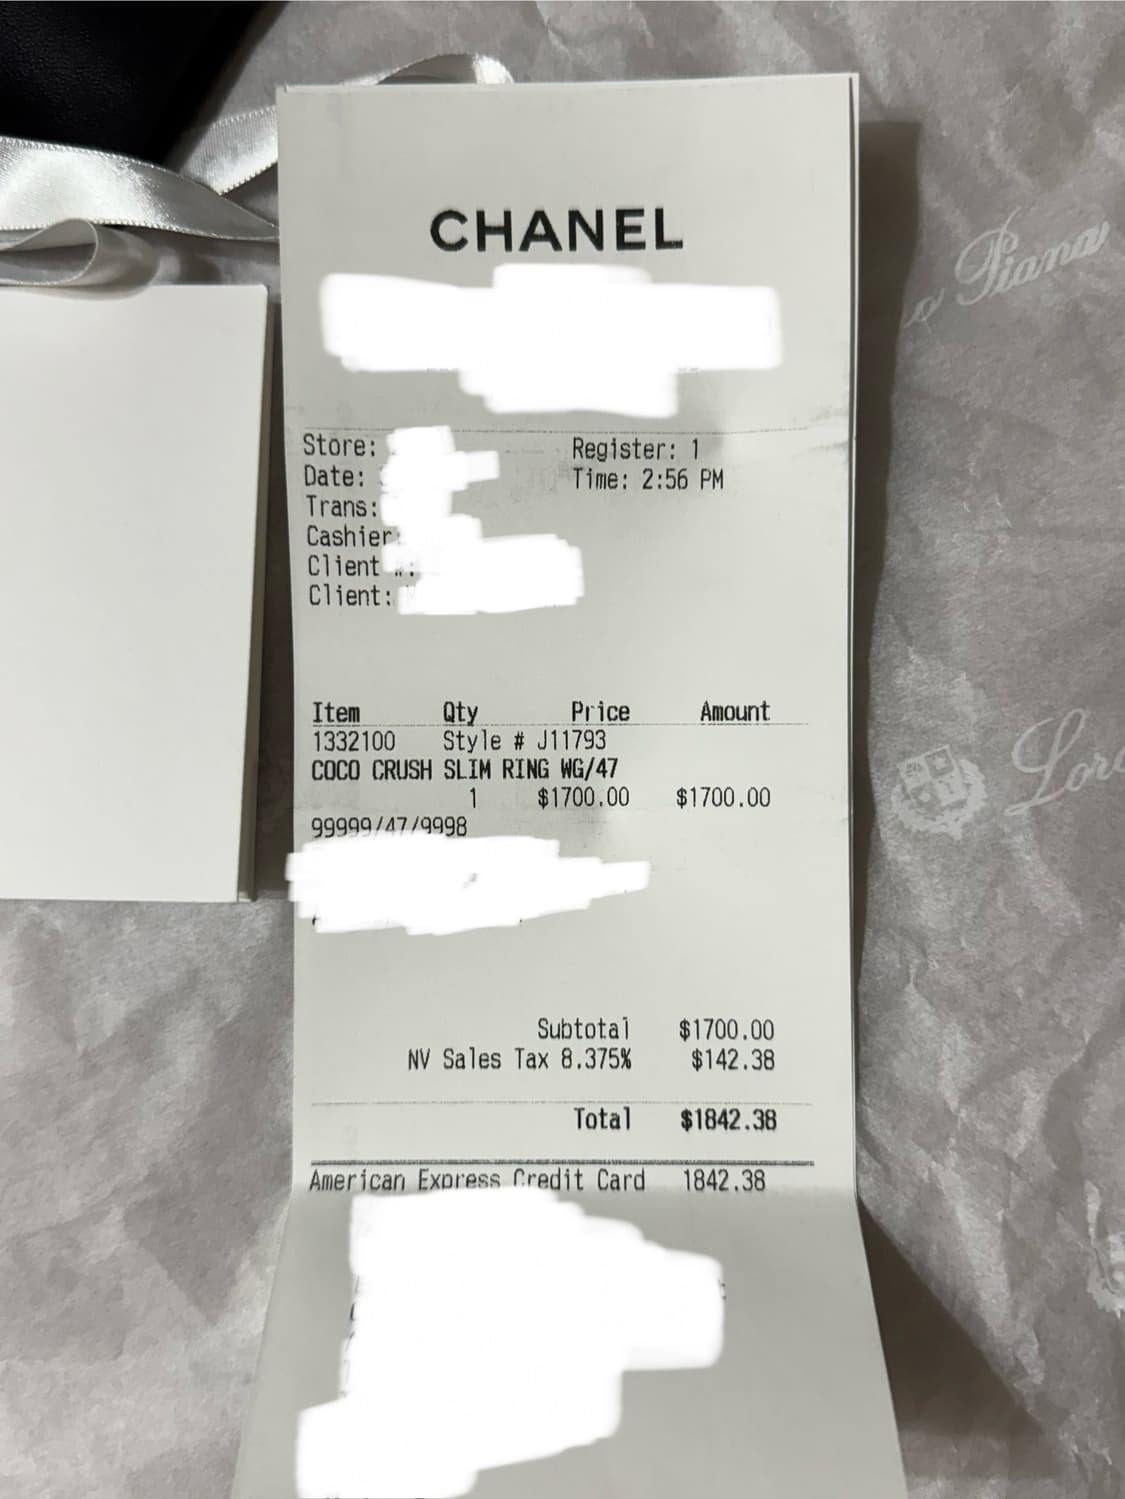 CHANEL
Store:
Register: 1
Date:
Time: 2:56 PM
Trans:
Cashier:
Client #:
Client:
Item Qty Price Amount
1332100 Style # J11793
COCO CRUSH SLIM RING WG/47
1 $1700.00 $1700.00
99999/47/9998
Subtotal $1700.00
NV Sales Tax 8.375% $142.38
Total $1842.38
American Express Credit Card 1842.38
Piana
Loro